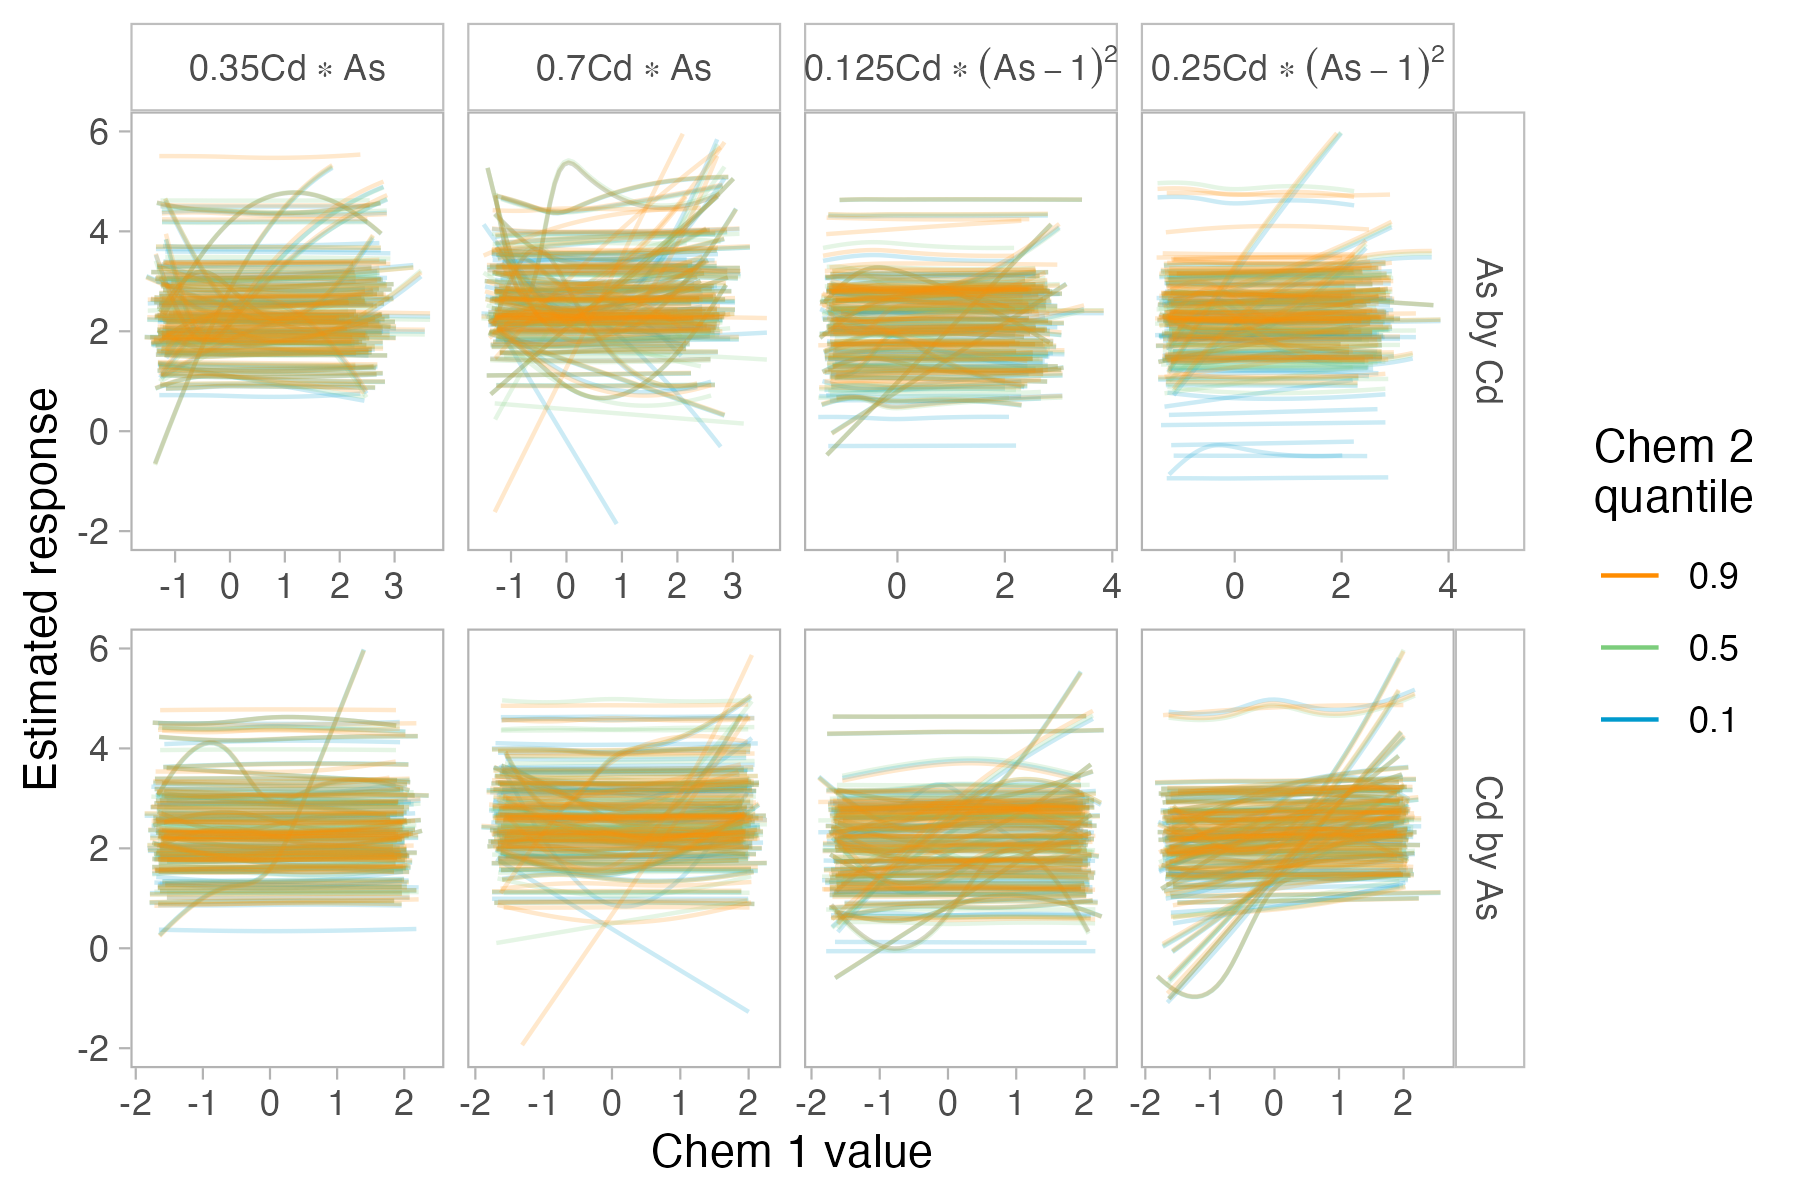 0.35Cd ∗ As
0.7Cd ∗ As
0.125Cd ∗ (As − 1)²
0.25Cd ∗ (As − 1)²
6
4
2
0
-2
As by Cd
-1 0 1 2 3
-1 0 1 2 3
0 2 4
0 2 4
6
4
2
0
-2
Cd by As
-2 -1 0 1 2
-2 -1 0 1 2
-2 -1 0 1 2
-2 -1 0 1 2
Estimated response
Chem 1 value
Chem 2
quantile
0.9
0.5
0.1